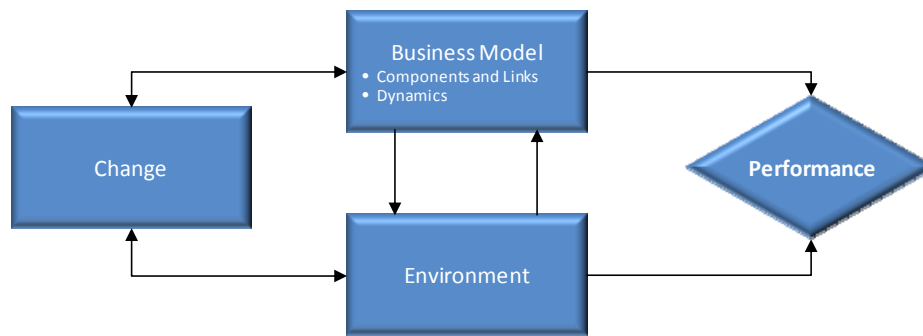 Business Model
• Components and Links
• Dynamics
Change
Performance
Environment